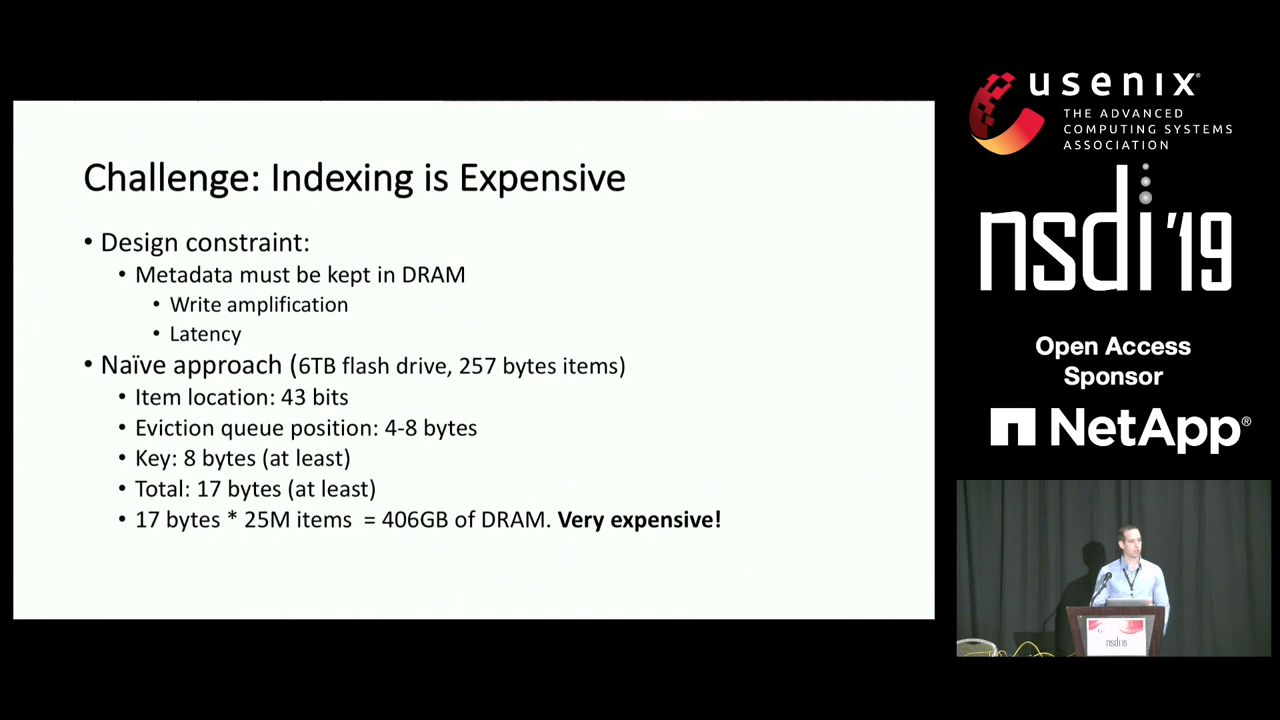 Challenge: Indexing is Expensive
• Design constraint:
• Metadata must be kept in DRAM
• Write amplification
• Latency
• Naïve approach (6TB flash drive, 257 bytes items)
• Item location: 43 bits
• Eviction queue position: 4-8 bytes
• Key: 8 bytes (at least)
• Total: 17 bytes (at least)
• 17 bytes * 25M items = 406GB of DRAM. Very expensive!
usenix®
THE ADVANCED
COMPUTING SYSTEMS
ASSOCIATION
nsdi '19
Open Access
Sponsor
NetApp®
nsdi'19